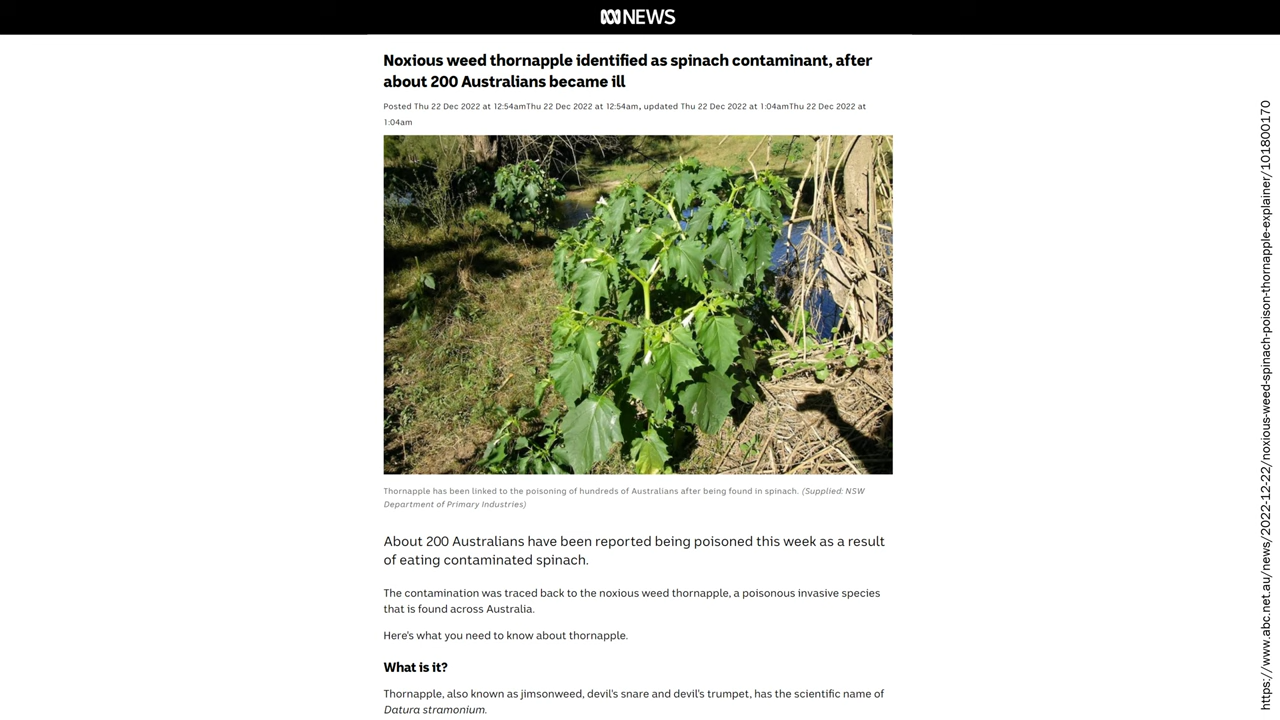 NEWS
Noxious weed thornapple identified as spinach contaminant, after
about 200 Australians became ill
Posted Thu 22 Dec 2022 at 12:54amThu 22 Dec 2022 at 12:54am, updated Thu 22 Dec 2022 at 1:04amThu 22 Dec 2022 at
1:04am
Thornapple has been linked to the poisoning of hundreds of Australians after being found in spinach. (Supplied: NSW
Department of Primary Industries)
About 200 Australians have been reported being poisoned this week as a result
of eating contaminated spinach.
The contamination was traced back to the noxious weed thornapple, a poisonous invasive species
that is found across Australia.
Here's what you need to know about thornapple.
What is it?
Thornapple, also known as jimsonweed, devil's snare and devil's trumpet, has the scientific name of
Datura stramonium.
https://www.abc.net.au/news/2022-12-22/noxious-weed-spinach-poison-thornapple-explainer/101800170